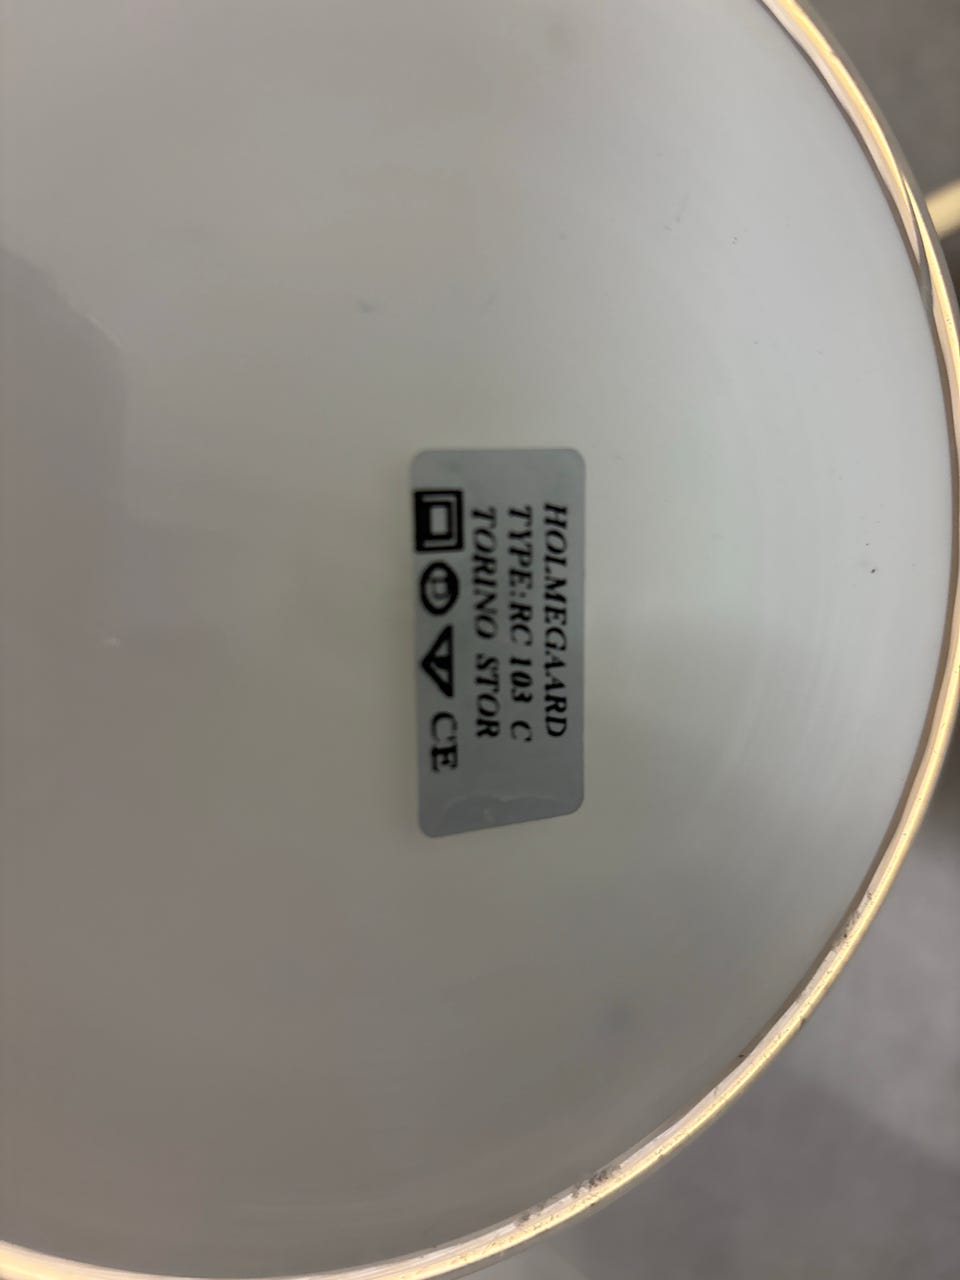 HOLMEGAARD
TYPE:RC 103 C
TORINO STOR
CE